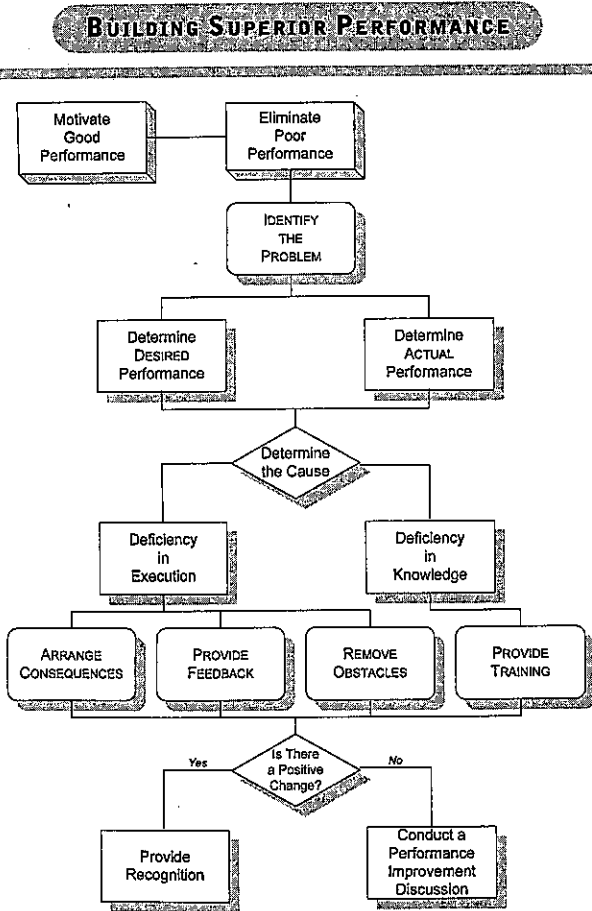 BUILDING SUPERIOR PERFORMANCE
Motivate
Good
Performance
Eliminate
Poor
Performance
IDENTIFY
THE
PROBLEM
Determine
DESIRED
Performance
Determine
ACTUAL
Performance
Determine
the Cause
Deficiency
in
Execution
Deficiency
in
Knowledge
ARRANGE
CONSEQUENCES
PROVIDE
FEEDBACK
REMOVE
OBSTACLES
PROVIDE
TRAINING
Is There
a Positive
Change?
Yes
No
Provide
Recognition
Conduct a
Performance
Improvement
Discussion